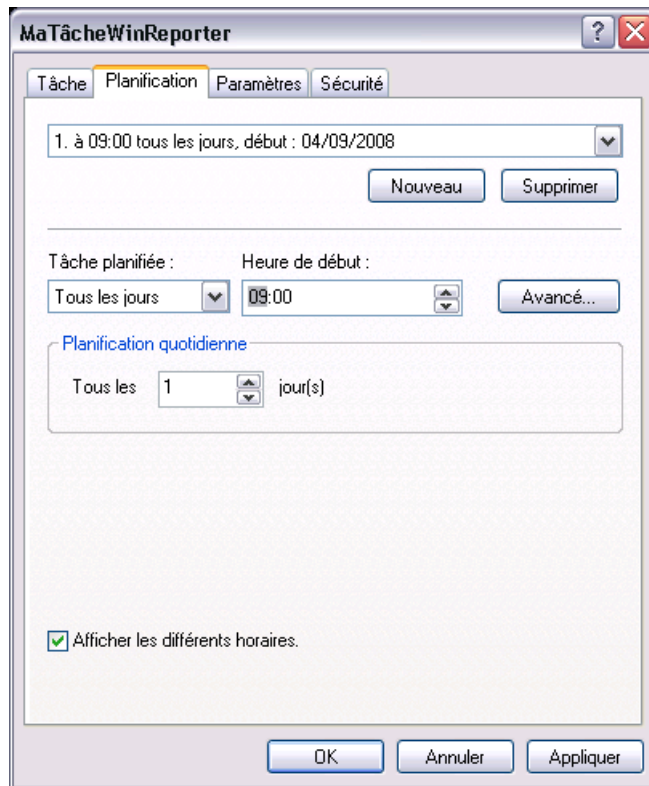 MaTâcheWinReporter
Tâche Planification Paramètres Sécurité
1. à 09:00 tous les jours, début : 04/09/2008
Nouveau Supprimer
Tâche planifiée : Heure de début :
Tous les jours 09:00 Avancé...
Planification quotidienne
Tous les 1 jour(s)
Afficher les différents horaires.
OK Annuler Appliquer